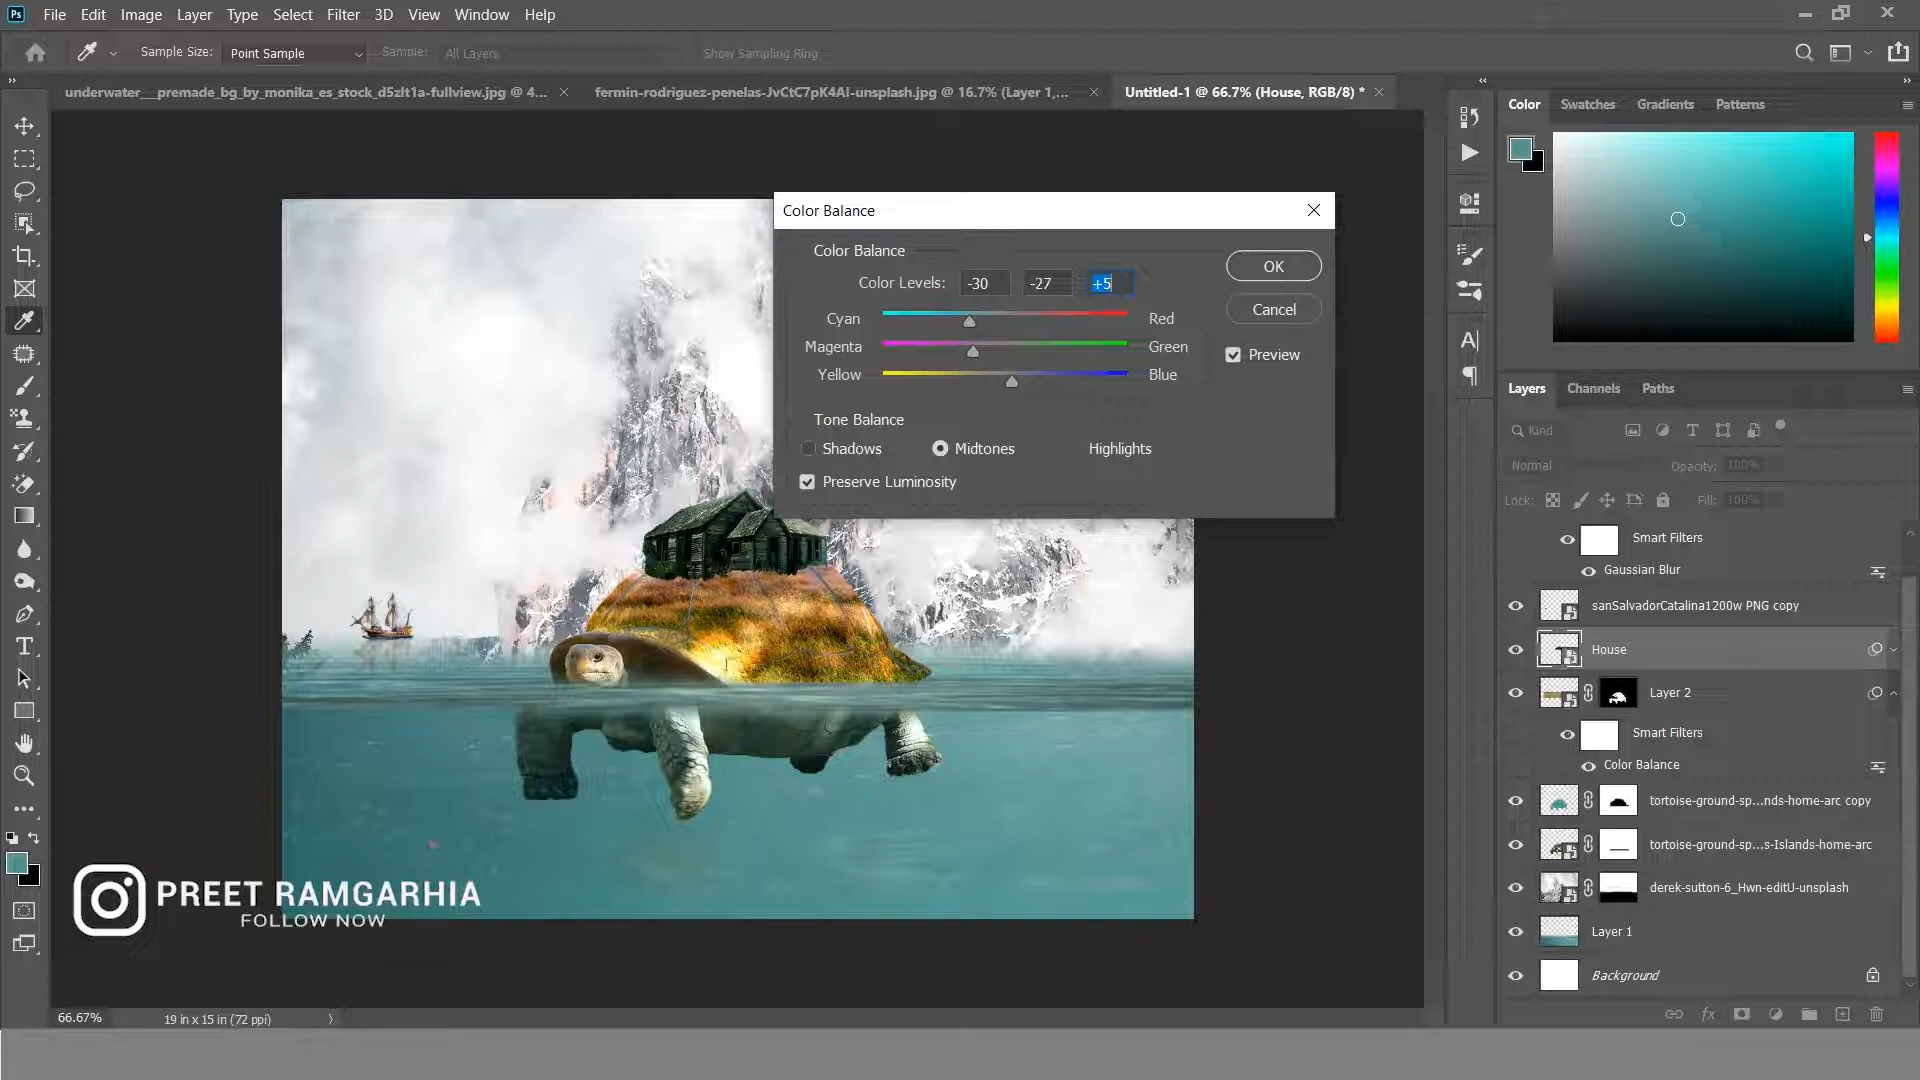 Ps File Edit Image Layer Type Select Filter 3D View Window Help
Sample Size: Point Sample Sample: All Layers Show Sampling Ring
underwater__premade_bg_by_monika_es_stock_d5zlt1a-fullview.jpg @ 4...
fermin-rodriguez-penelas-JvCtC7pK4AI-unsplash.jpg @ 16.7% (Layer 1,...
Untitled-1 @ 66.7% (House, RGB/8) *
Color Swatches Gradients Patterns
Color Balance
Color Balance
Color Levels: -30 -27 +5
Cyan Red
Magenta Green
Yellow Blue
Tone Balance
Shadows Midtones Highlights
Preserve Luminosity
OK
Cancel
Preview
Layers Channels Paths
Kind
Normal Opacity: 100%
Lock: Fill: 100%
Smart Filters
Gaussian Blur
sanSalvadorCatalina1200w PNG copy
House
Layer 2
Smart Filters
Color Balance
tortoise-ground-sp...nds-home-arc copy
tortoise-ground-sp...s-Islands-home-arc
derek-sutton-6_Hwn-editU-unsplash
Layer 1
Background
PREET RAMGARHIA
FOLLOW NOW
66.67% 19 in x 15 in (72 ppi)